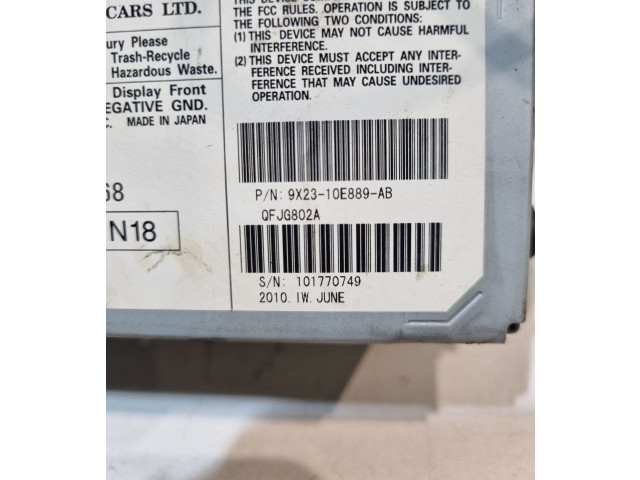 CARS LTD.
ury Please
Trash-Recycle
Hazardous Waste.
Display Front
EGATIVE GND.
MADE IN JAPAN
68
N18
THE FCC RULES. OPERATION IS SUBJECT TO
THE FOLLOWING TWO CONDITIONS:
(1) THIS DEVICE MAY NOT CAUSE HARMFUL
INTERFERENCE.
(2) THIS DEVICE MUST ACCEPT ANY INTER-
FERENCE RECEIVED INCLUDING INTER-
FERENCE THAT MAY CAUSE UNDESIRED
OPERATION.
P/N: 9X23-10E889-AB
QFJG802A
S/N: 101770749
2010. IW. JUNE